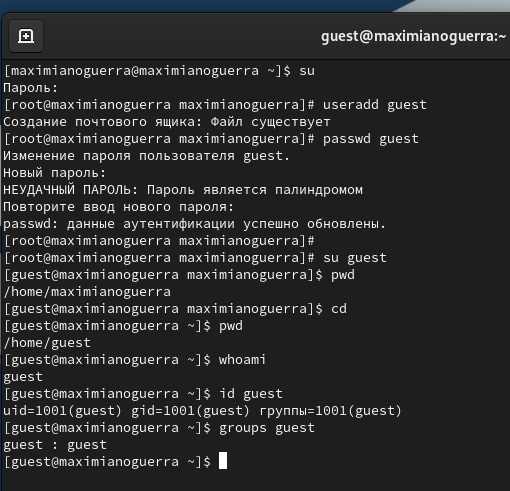 guest@maximianoguerra:~
[maximianoguerra@maximianoguerra ~]$ su
Пароль:
[root@maximianoguerra maximianoguerra]# useradd guest
Создание почтового ящика: Файл существует
[root@maximianoguerra maximianoguerra]# passwd guest
Изменение пароля пользователя guest.
Новый пароль:
НЕУДАЧНЫЙ ПАРОЛЬ: Пароль является палиндромом
Повторите ввод нового пароля:
passwd: данные аутентификации успешно обновлены.
[root@maximianoguerra maximianoguerra]#
[root@maximianoguerra maximianoguerra]# su guest
[guest@maximianoguerra maximianoguerra]$ pwd
/home/maximianoguerra
[guest@maximianoguerra maximianoguerra]$ cd
[guest@maximianoguerra ~]$ pwd
/home/guest
[guest@maximianoguerra ~]$ whoami
guest
[guest@maximianoguerra ~]$ id guest
uid=1001(guest) gid=1001(guest) группы=1001(guest)
[guest@maximianoguerra ~]$ groups guest
guest : guest
[guest@maximianoguerra ~]$